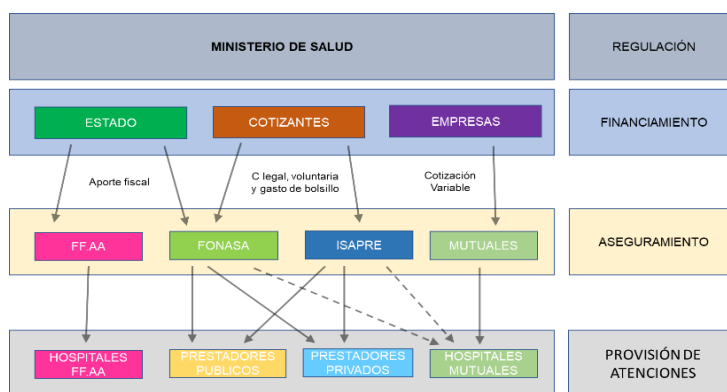 MINISTERIO DE SALUD
REGULACIÓN
ESTADO
COTIZANTES
EMPRESAS
FINANCIAMIENTO
Aporte fiscal
C legal, voluntaria
y gasto de bolsillo
Cotización
Variable
FF.AA
FONASA
ISAPRE
MUTUALES
ASEGURAMIENTO
HOSPITALES
FF.AA
PRESTADORES
PUBLICOS
PRESTADORES
PRIVADOS
HOSPITALES
MUTUALES
PROVISIÓN DE
ATENCIONES